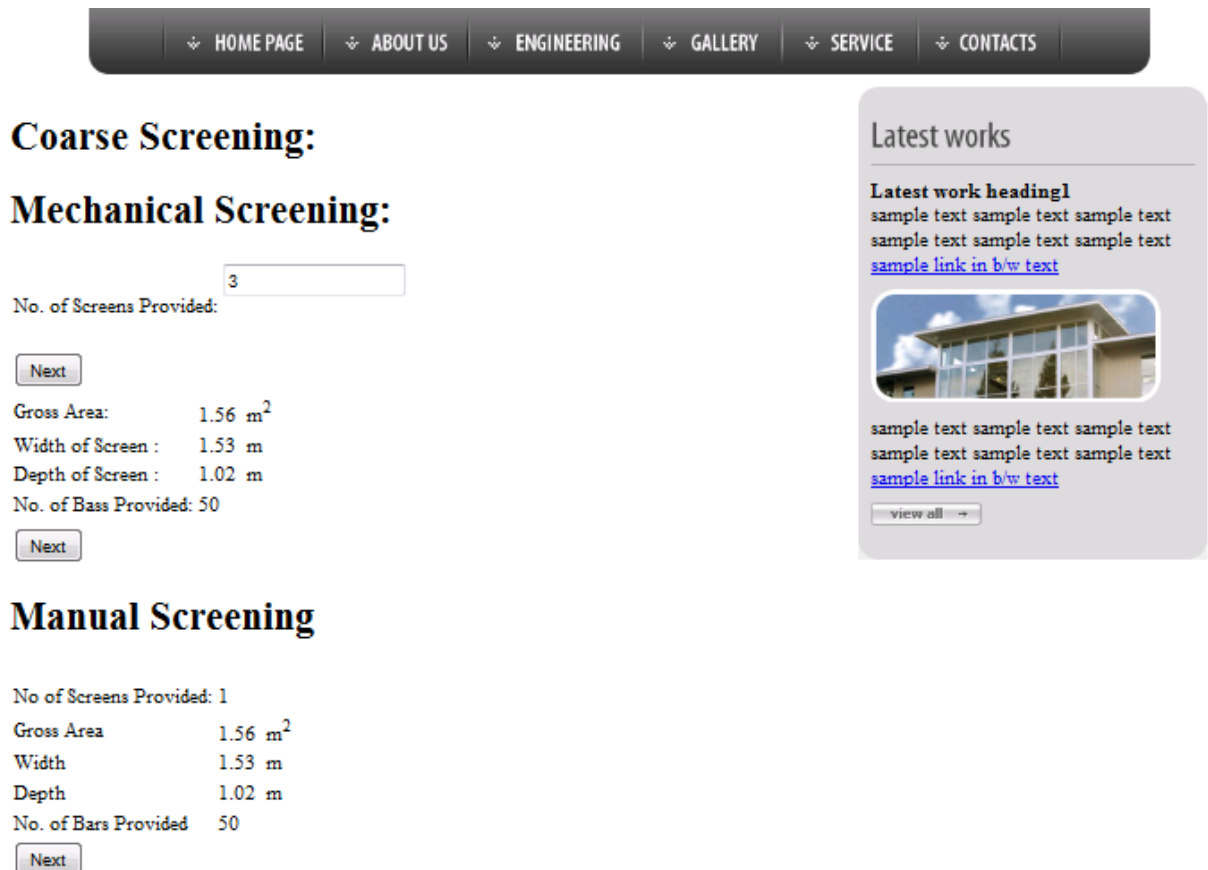 HOME PAGE ABOUT US ENGINEERING GALLERY SERVICE CONTACTS
Coarse Screening:
Mechanical Screening:
No. of Screens Provided: 3
Next
Gross Area: 1.56 m2
Width of Screen : 1.53 m
Depth of Screen : 1.02 m
No. of Bass Provided: 50
Next
Manual Screening
No of Screens Provided: 1
Gross Area 1.56 m2
Width 1.53 m
Depth 1.02 m
No. of Bars Provided 50
Next
Latest works
Latest work heading1
sample text sample text sample text
sample text sample text sample text
sample link in b/w text
sample text sample text sample text
sample text sample text sample text
sample link in b/w text
view all →